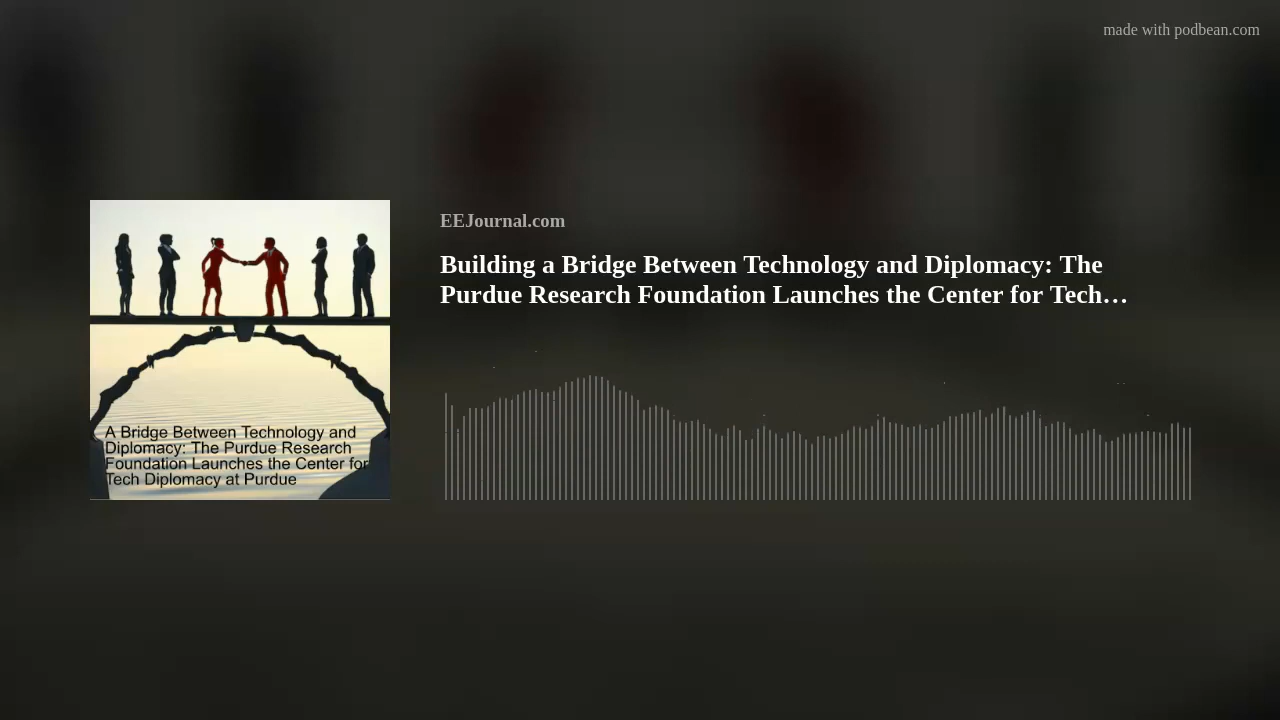 made with podbean.com
EEJournal.com
Building a Bridge Between Technology and Diplomacy: The
Purdue Research Foundation Launches the Center for Tech…
A Bridge Between Technology and
Diplomacy: The Purdue Research
Foundation Launches the Center for
Tech Diplomacy at Purdue